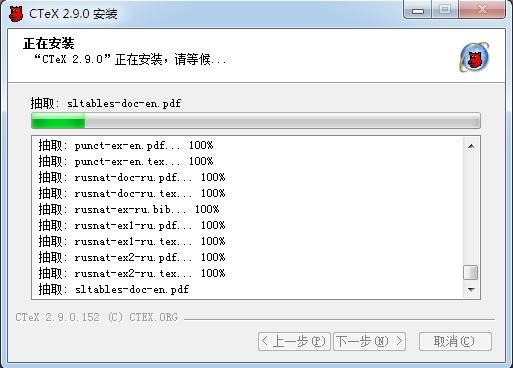 CTeX 2.9.0 安装
正在安装
“CTeX 2.9.0”正在安装，请等候...
抽取: sltables-doc-en.pdf
抽取: punct-ex-en.pdf... 100%
抽取: punct-ex-en.tex... 100%
抽取: rusnat-doc-ru.pdf... 100%
抽取: rusnat-doc-ru.tex... 100%
抽取: rusnat-ex-ru.bib... 100%
抽取: rusnat-ex1-ru.pdf... 100%
抽取: rusnat-ex1-ru.tex... 100%
抽取: rusnat-ex2-ru.pdf... 100%
抽取: rusnat-ex2-ru.tex... 100%
抽取: sltables-doc-en.pdf
CTeX 2.9.0.152 (C) CTEX.ORG
< 上一步(P) 下一步(N) > 取消(C)